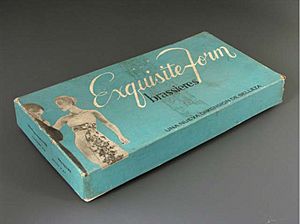 Exquisite Form
brassieres
UNA NUEVA DIMENSION DE BELLEZA